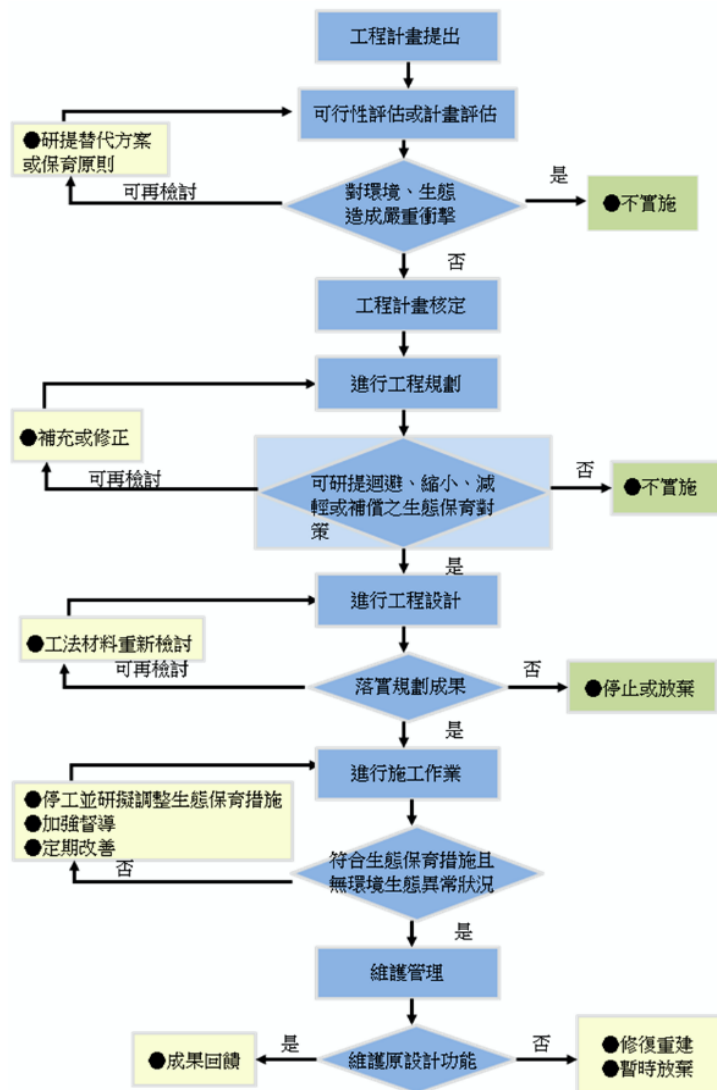 工程計畫提出
可行性評估或計畫評估
●研提替代方案
或保育原則
可再檢討
對環境、生態
造成嚴重衝擊
是
●不實施
否
工程計畫核定
進行工程規劃
●補充或修正
可再檢討
可研提迴避、縮小、減
輕或補償之生態保育對
策
否
●不實施
是
進行工程設計
●工法材料重新檢討
可再檢討
落實規劃成果
否
●停止或放棄
是
進行施工作業
●停工並研擬調整生態保育措施
●加強督導
●定期改善
否
符合生態保育措施且
無環境生態異常狀況
是
維護管理
●成果回饋
是
維護原設計功能
否
●修復重建
●暫時放棄